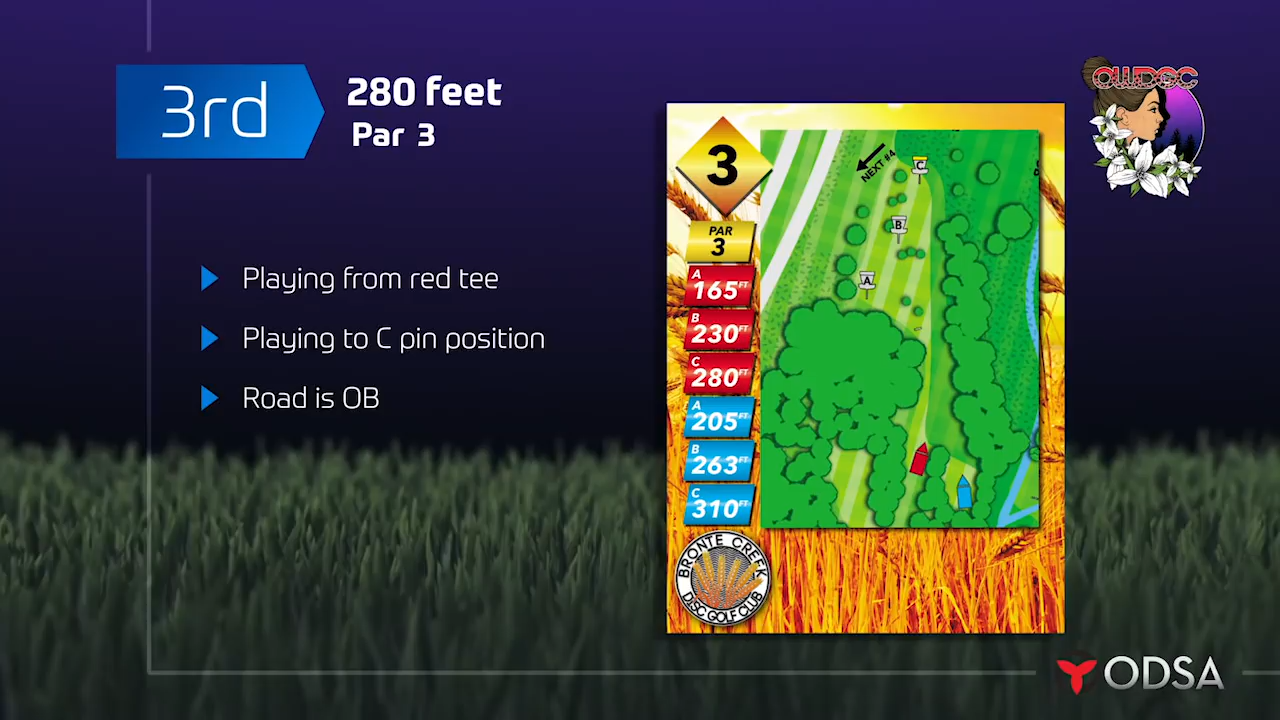 3rd
280 feet
Par 3
Playing from red tee
Playing to C pin position
Road is OB
OWDGC
3
PAR
3
A
165FT
B
230FT
C
280FT
A
205FT
B
263FT
C
310FT
NEXT #4
C
B
A
BRONTE CREEK
DISC GOLF CLUB
ODSA